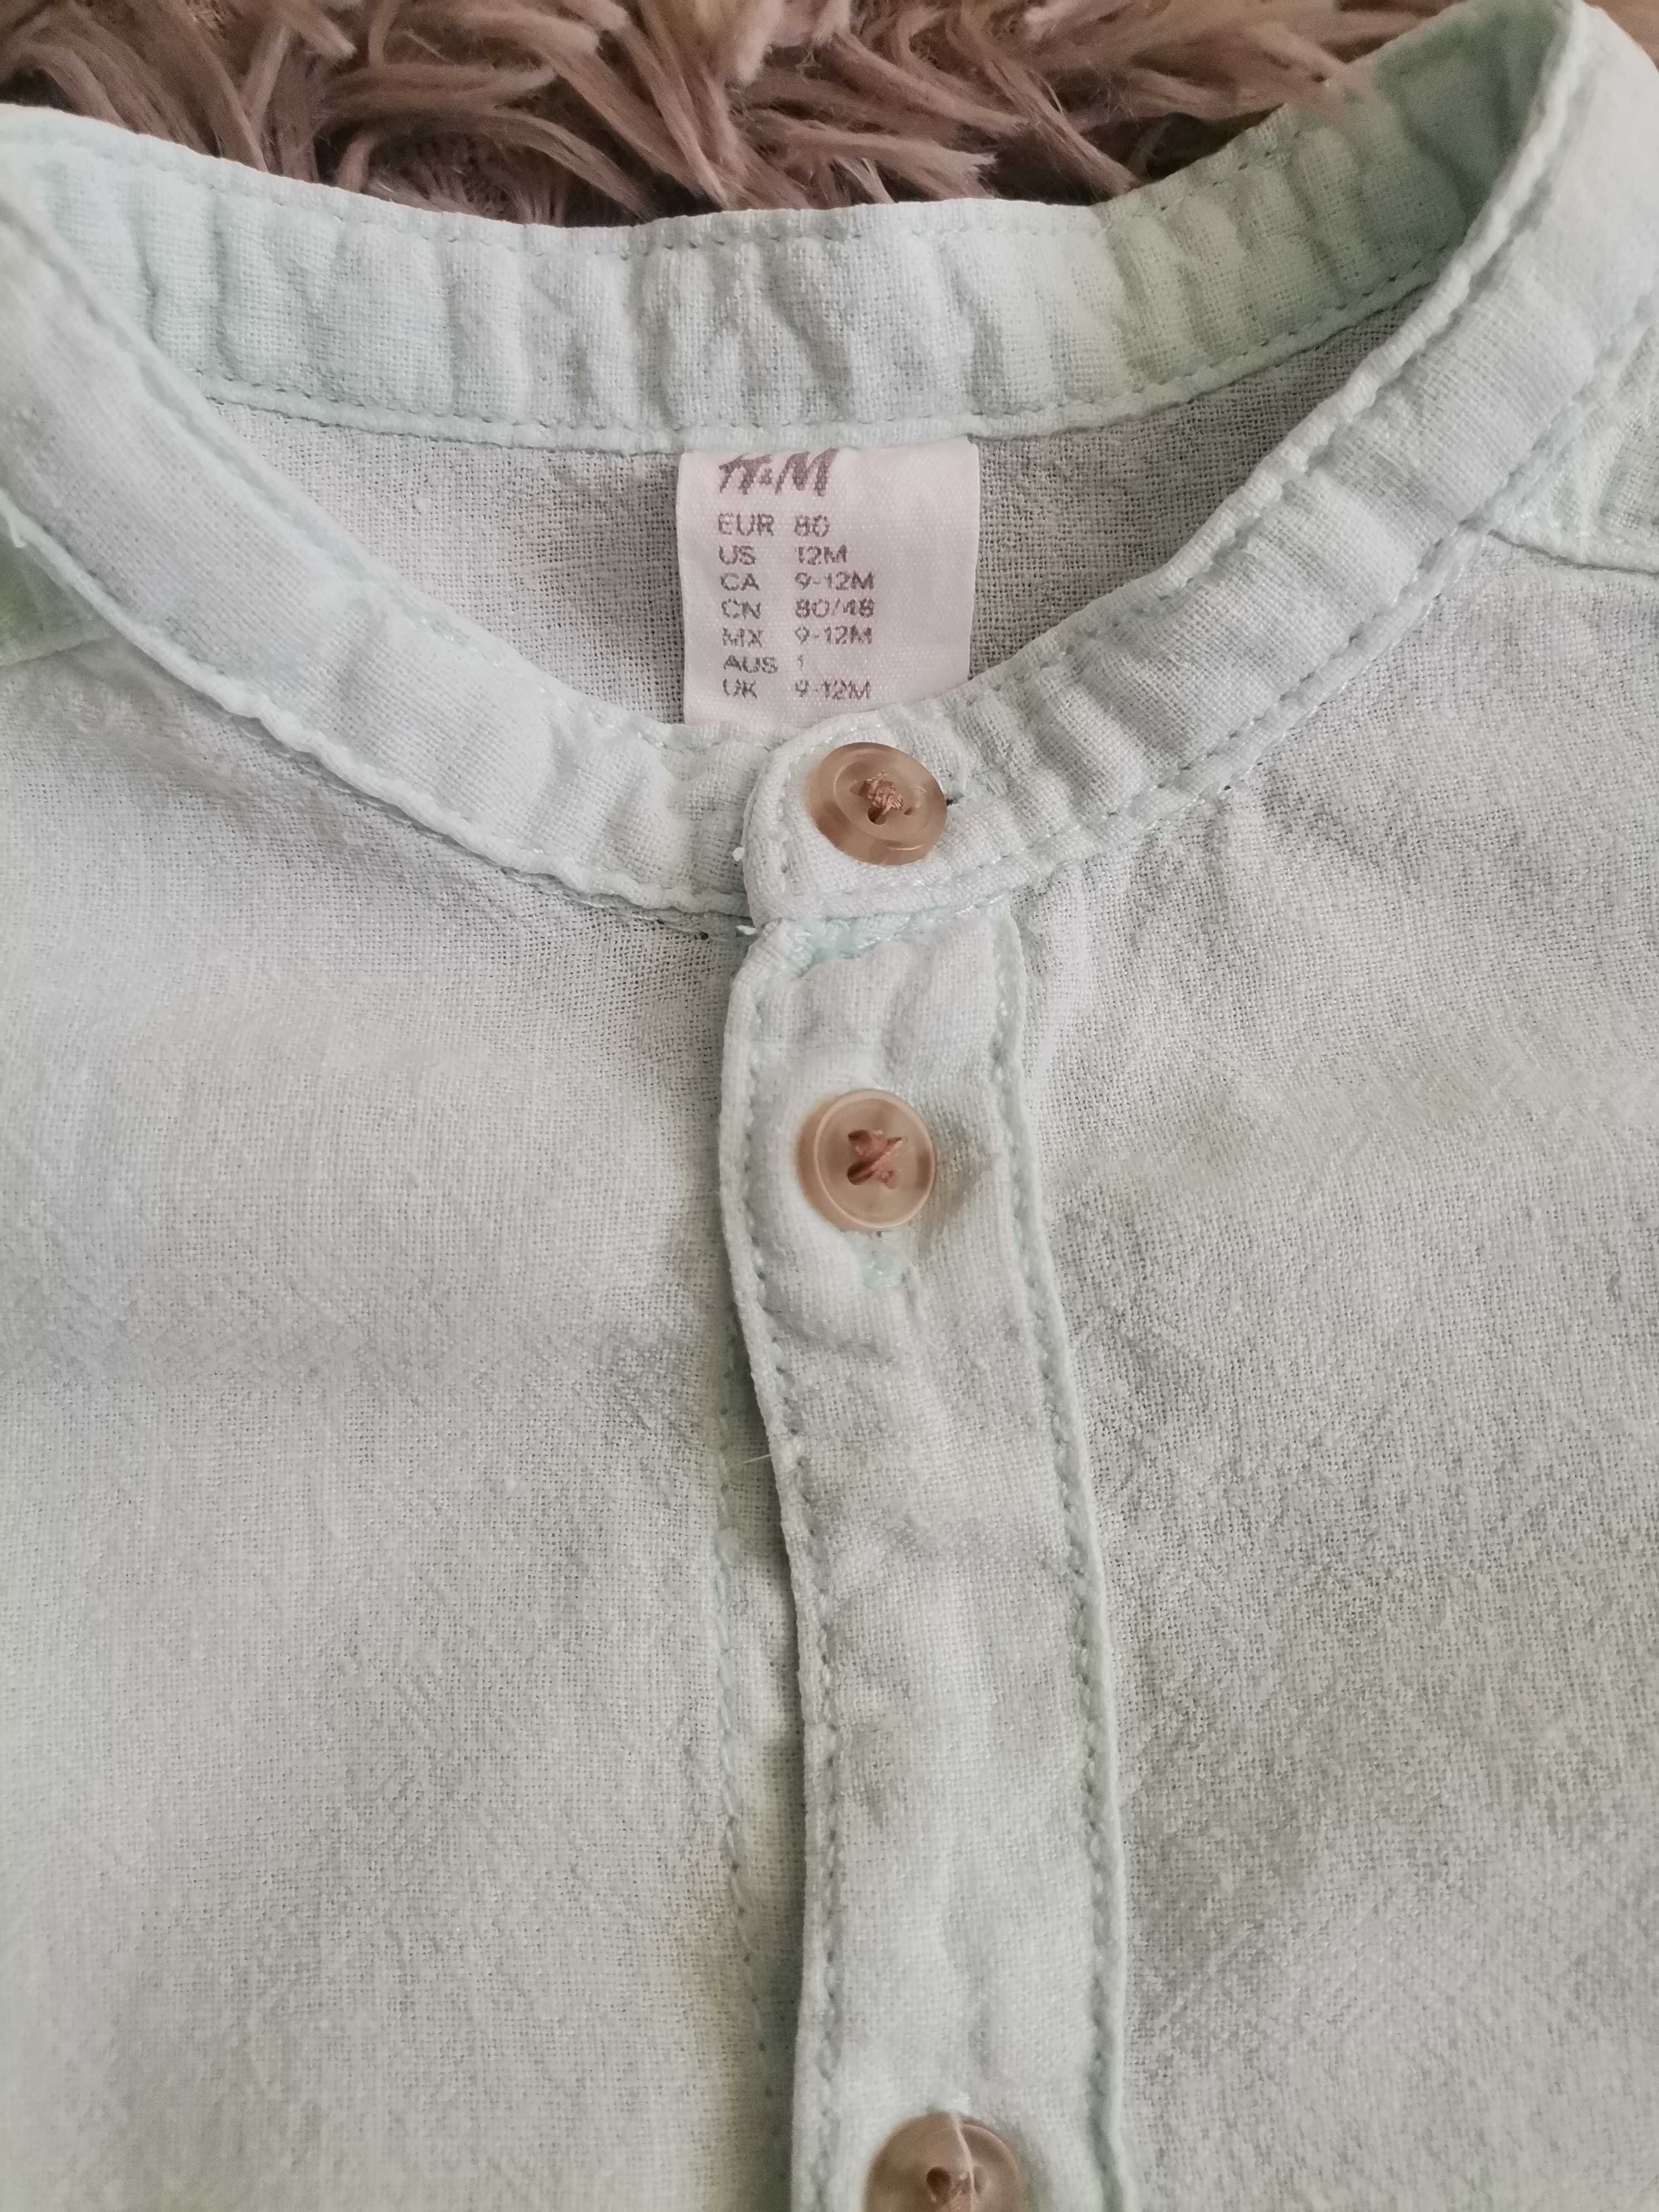 H&M
EUR 80
US 12M
CA 9-12M
CN 80/48
MX 9-12M
AUS 1
UK 9-12M